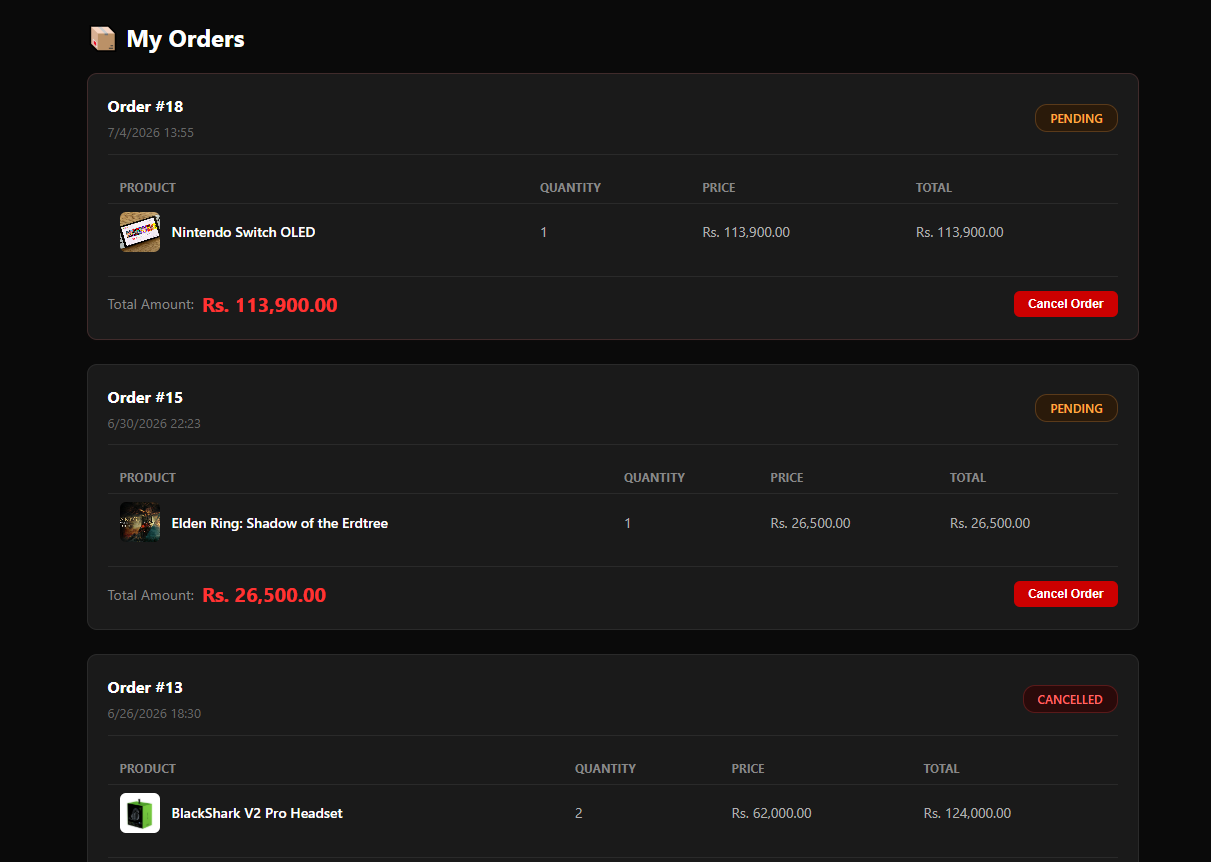 My Orders
Order #18
7/4/2026 13:55
PENDING
PRODUCT QUANTITY PRICE TOTAL
Nintendo Switch OLED 1 Rs. 113,900.00 Rs. 113,900.00
Total Amount: Rs. 113,900.00 Cancel Order
Order #15
6/30/2026 22:23
PENDING
PRODUCT QUANTITY PRICE TOTAL
Elden Ring: Shadow of the Erdtree 1 Rs. 26,500.00 Rs. 26,500.00
Total Amount: Rs. 26,500.00 Cancel Order
Order #13
6/26/2026 18:30
CANCELLED
PRODUCT QUANTITY PRICE TOTAL
BlackShark V2 Pro Headset 2 Rs. 62,000.00 Rs. 124,000.00